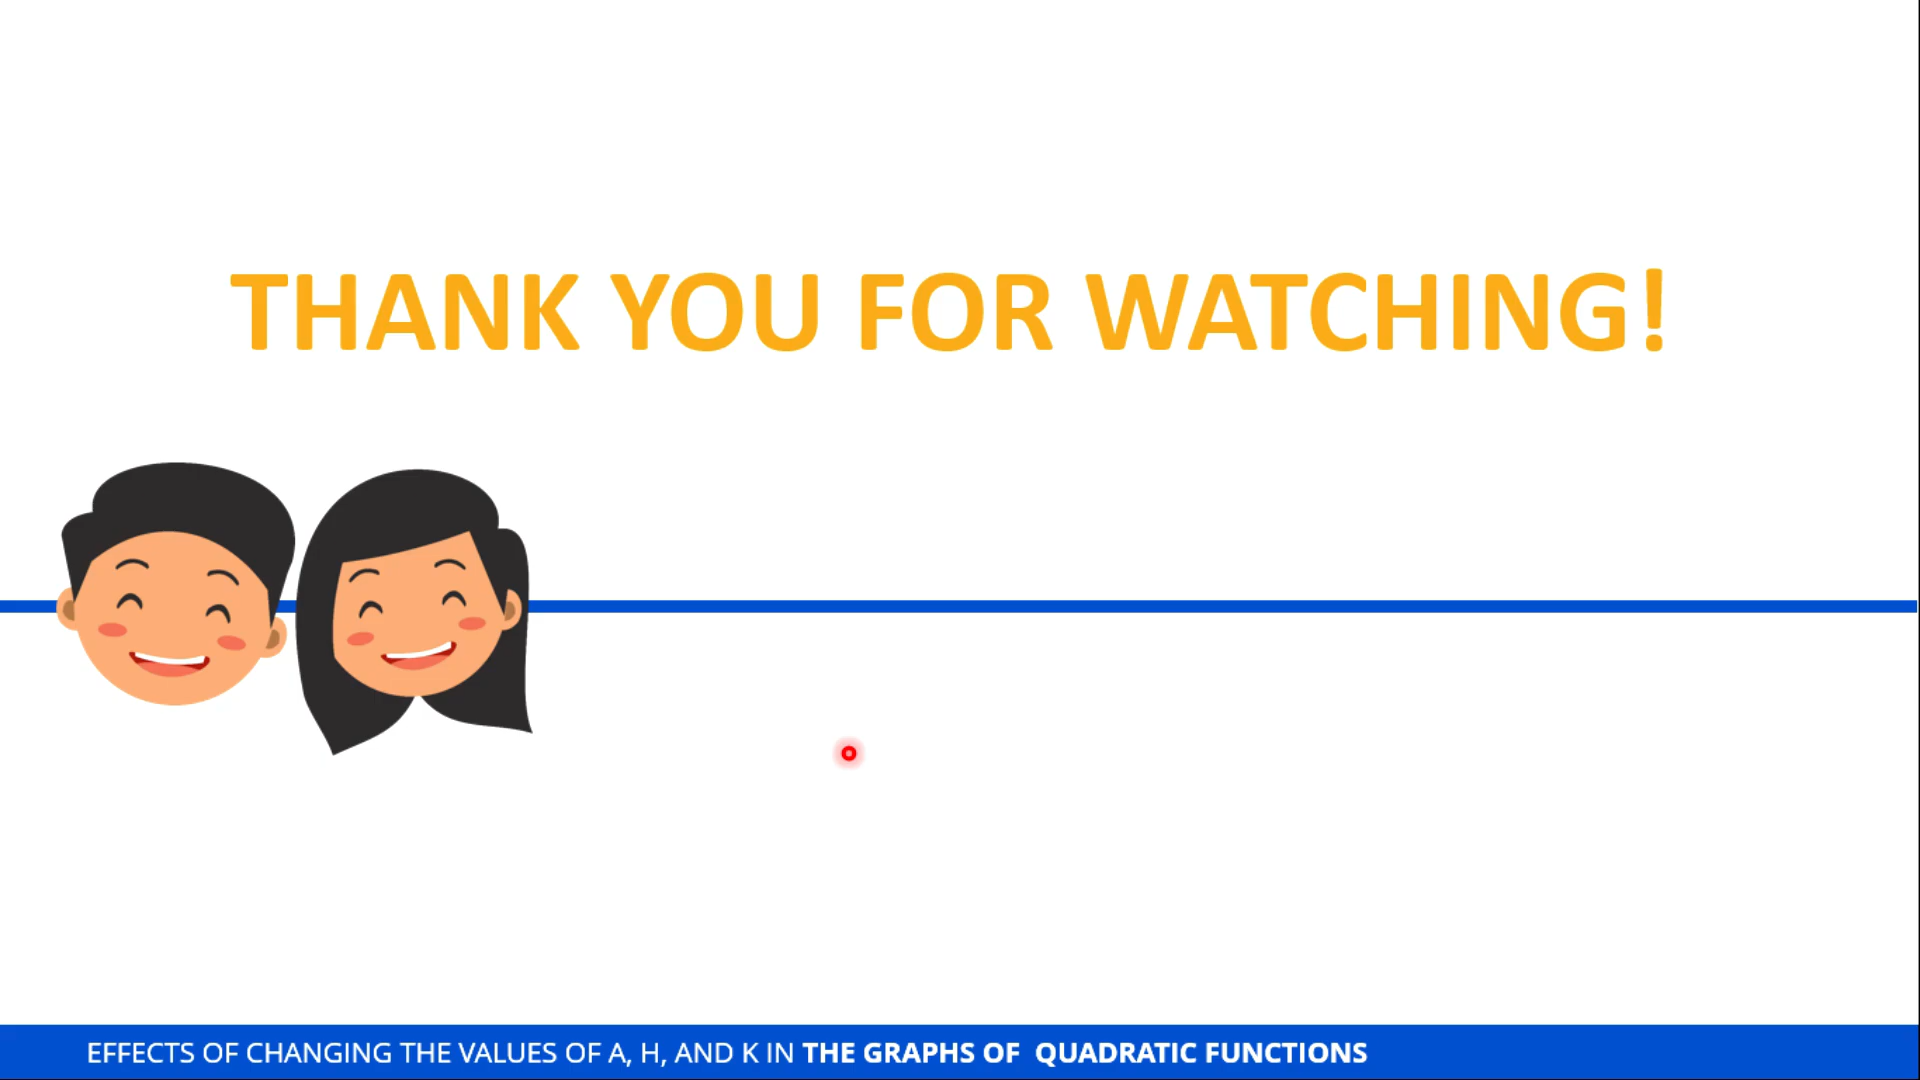 THANK YOU FOR WATCHING!
EFFECTS OF CHANGING THE VALUES OF A, H, AND K IN THE GRAPHS OF QUADRATIC FUNCTIONS